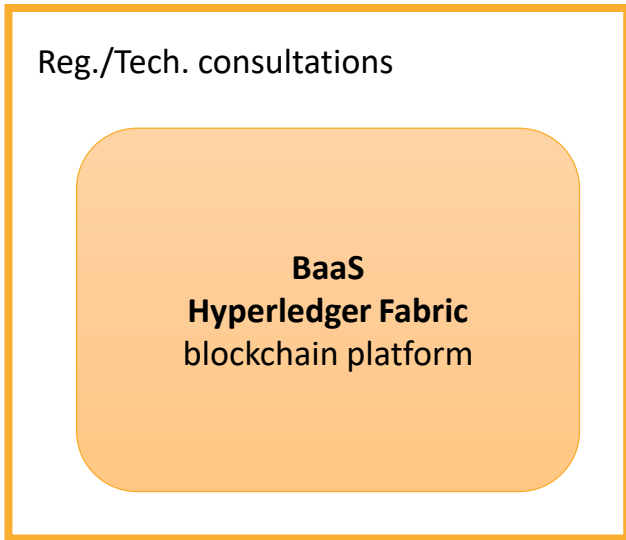 Reg./Tech. consultations
BaaS
Hyperledger Fabric
blockchain platform